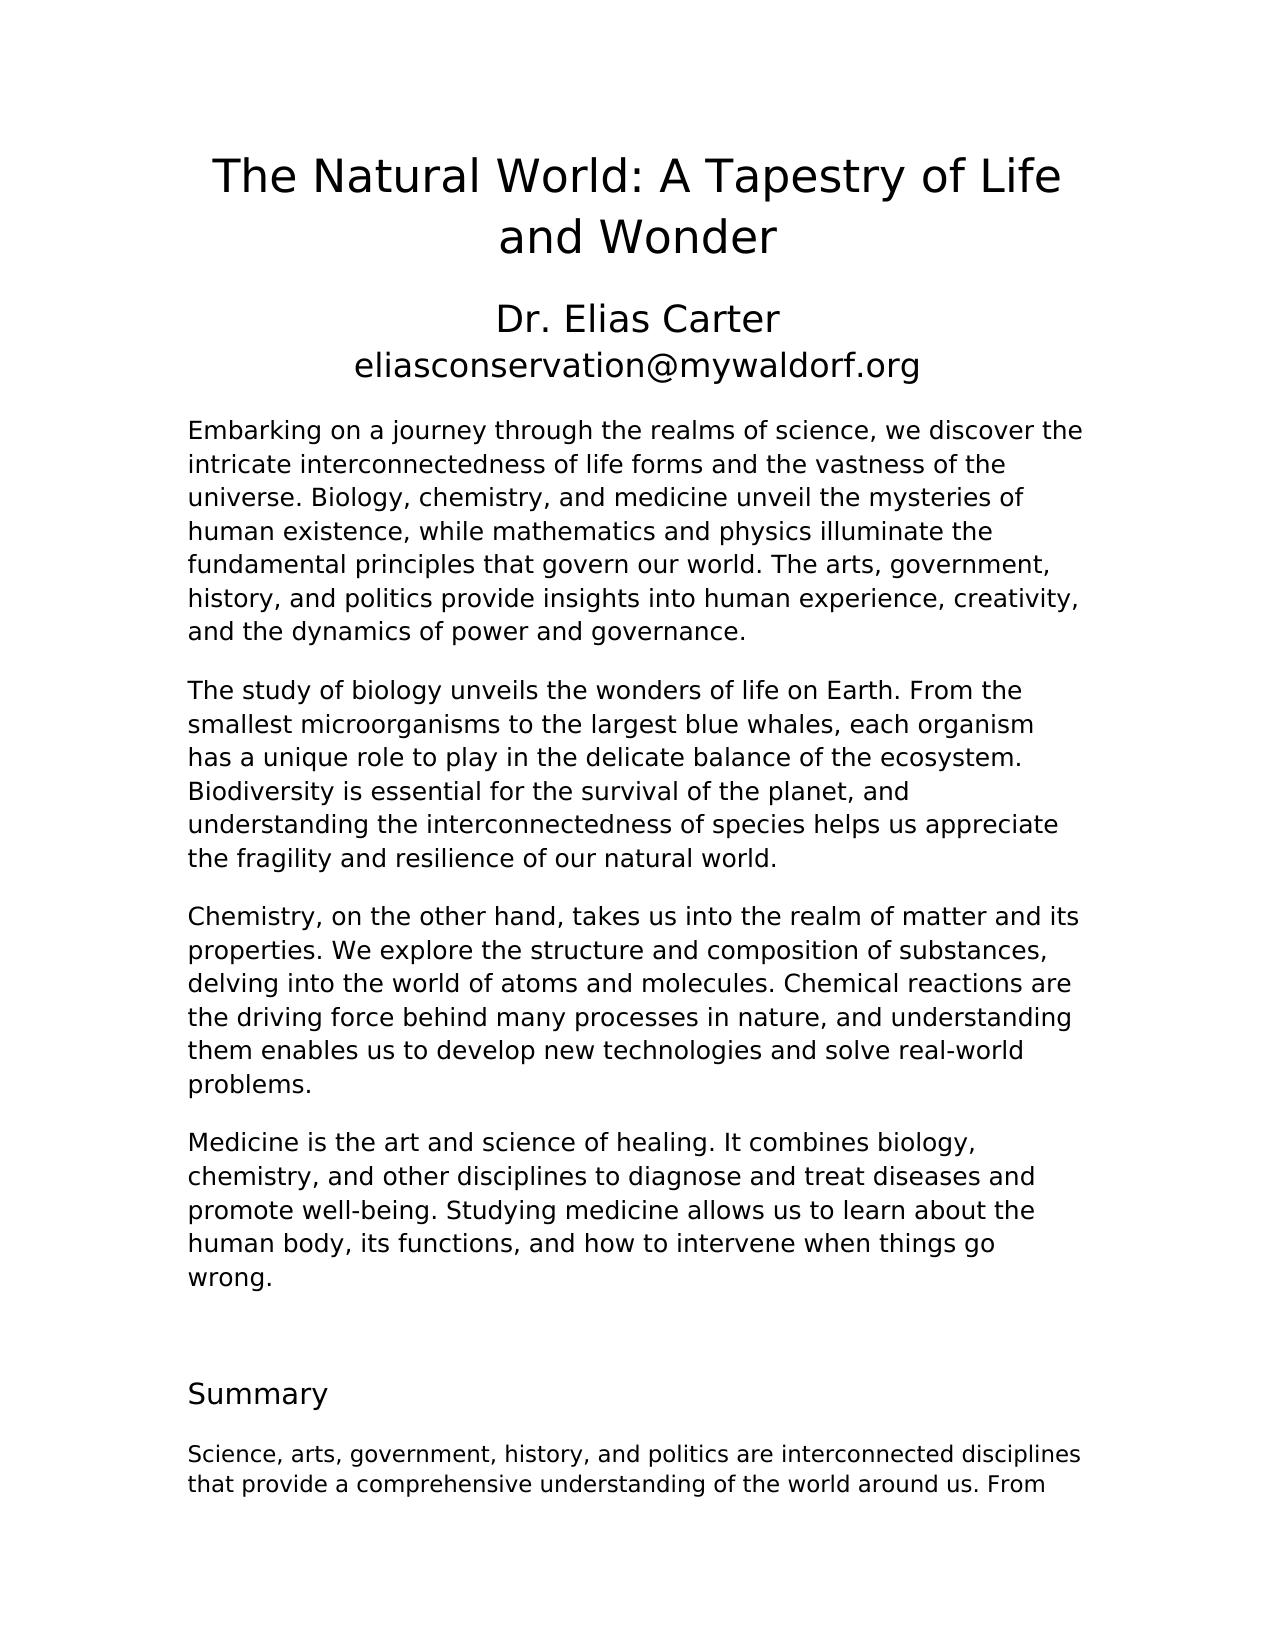 The Natural World: A Tapestry of Life
and Wonder
Dr. Elias Carter
eliasconservation@mywaldorf.org
Embarking on a journey through the realms of science, we discover the
intricate interconnectedness of life forms and the vastness of the
universe. Biology, chemistry, and medicine unveil the mysteries of
human existence, while mathematics and physics illuminate the
fundamental principles that govern our world. The arts, government,
history, and politics provide insights into human experience, creativity,
and the dynamics of power and governance.
The study of biology unveils the wonders of life on Earth. From the
smallest microorganisms to the largest blue whales, each organism
has a unique role to play in the delicate balance of the ecosystem.
Biodiversity is essential for the survival of the planet, and
understanding the interconnectedness of species helps us appreciate
the fragility and resilience of our natural world.
Chemistry, on the other hand, takes us into the realm of matter and its
properties. We explore the structure and composition of substances,
delving into the world of atoms and molecules. Chemical reactions are
the driving force behind many processes in nature, and understanding
them enables us to develop new technologies and solve real-world
problems.
Medicine is the art and science of healing. It combines biology,
chemistry, and other disciplines to diagnose and treat diseases and
promote well-being. Studying medicine allows us to learn about the
human body, its functions, and how to intervene when things go
wrong.
Summary
Science, arts, government, history, and politics are interconnected disciplines
that provide a comprehensive understanding of the world around us. From